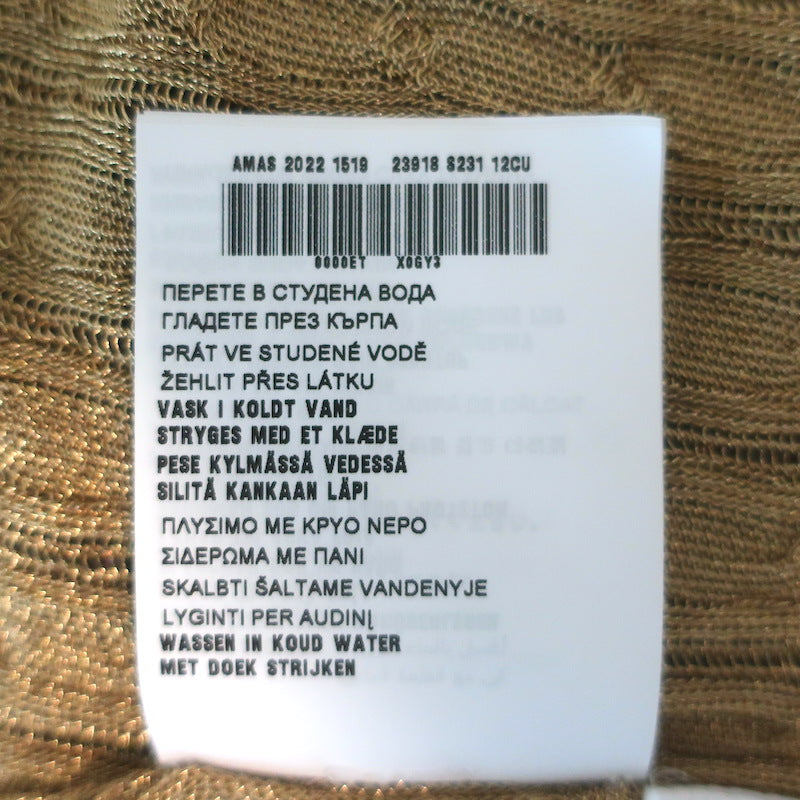 AMAS 2022 1519 23918 S231 12CU
0000ET X0GY3
ПЕРЕТЕ В СТУДЕНА ВОДА
ГЛАДЕТЕ ПРЕЗ КЪРПА
PRÁT VE STUDENÉ VODĚ
ŽEHLIT PŘES LÁTKU
VASK I KOLDT VAND
STRYGES MED ET KLÆDE
PESE KYLMÄSSÄ VEDESSÄ
SILITÄ KANKAAN LÄPI
ΠΛΥΣΙΜΟ ΜΕ ΚΡΥΟ ΝΕΡΟ
ΣΙΔΕΡΩΜΑ ΜΕ ΠΑΝΙ
SKALBTI ŠALTAME VANDENYJE
LYGINTI PER AUDINĮ
WASSEN IN KOUD WATER
MET DOEK STRIJKEN